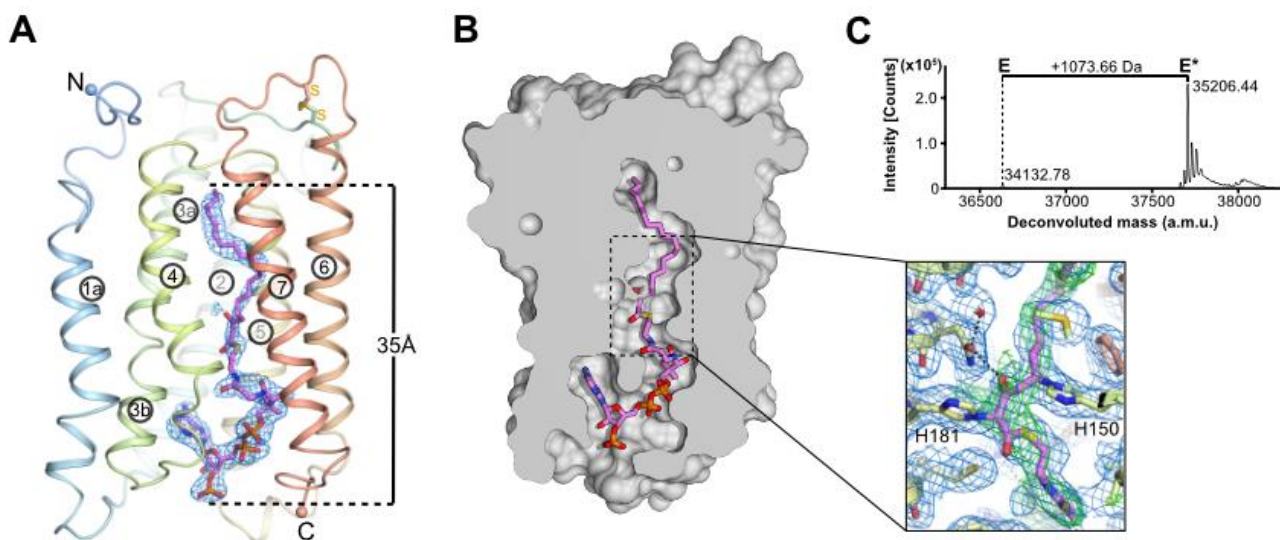 A
B
C
N
S
S
3a
1a
4
2
7
6
5
3b
35Å
C
E
+1073.66 Da
E*
(x10⁵)
35206.44
Intensity [Counts]
2.0
1.0
0
34132.78
36500
37000
37500
38000
Deconvoluted mass (a.m.u.)
H181
H150